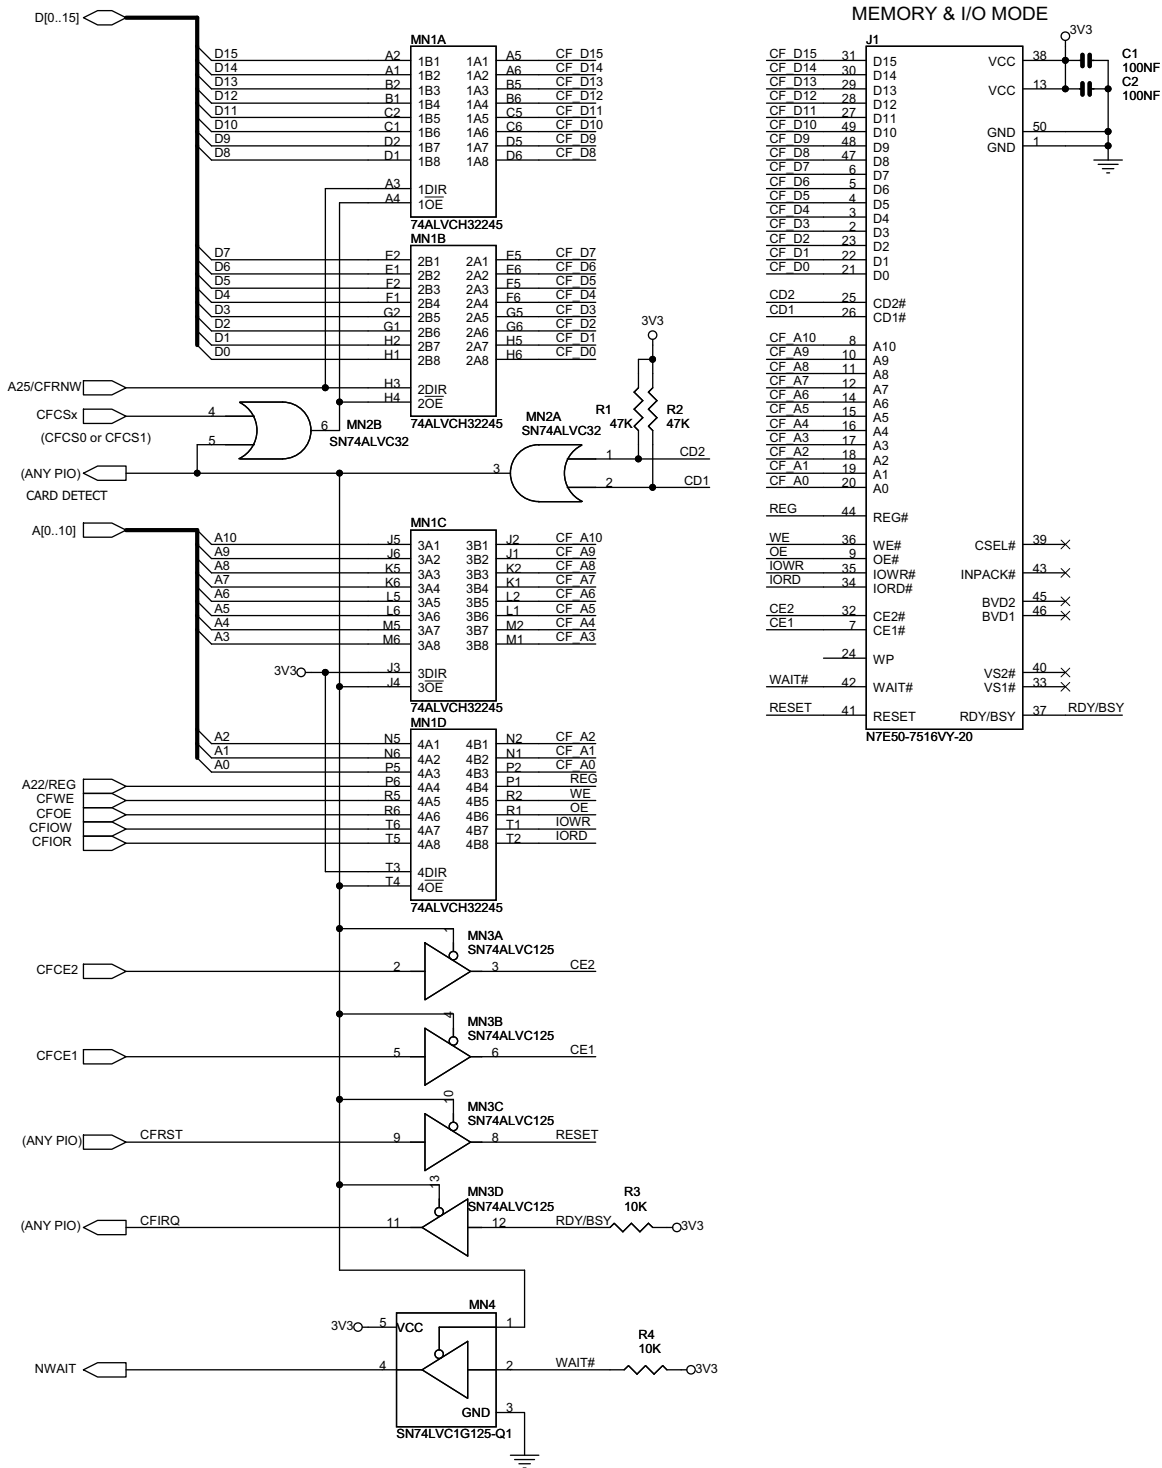 MEMORY & I/O MODE
D[0..15]
MN1A
D15 A2 1B1 1A1 A5 CF_D15
D14 A1 1B2 1A2 A6 CF_D14
D13 B2 1B3 1A3 B5 CF_D13
D12 B1 1B4 1A4 B6 CF_D12
D11 C2 1B5 1A5 C5 CF_D11
D10 C1 1B6 1A6 C6 CF_D10
D9 D2 1B7 1A7 D5 CF_D9
D8 D1 1B8 1A8 D6 CF_D8
A3 1DIR
A4 1OE
74ALVCH32245
MN1B
D7 E2 2B1 2A1 E5 CF_D7
D6 E1 2B2 2A2 E6 CF_D6
D5 F2 2B3 2A3 F5 CF_D5
D4 F1 2B4 2A4 F6 CF_D4
D3 G2 2B5 2A5 G5 CF_D3
D2 G1 2B6 2A6 G6 CF_D2
D1 H2 2B7 2A7 H5 CF_D1
D0 H1 2B8 2A8 H6 CF_D0
A25/CFRNW H3 2DIR
H4 2OE
74ALVCH32245
CFCSx 4
(CFCS0 or CFCS1)
5
6
MN2B
SN74ALVC32
3V3
R1
47K
R2
47K
MN2A
SN74ALVC32
1 CD2
2 CD1
3
(ANY PIO)
CARD DETECT
A[0..10]
MN1C
A10 J5 3A1 3B1 J2 CF_A10
A9 J6 3A2 3B2 J1 CF_A9
A8 K5 3A3 3B3 K2 CF_A8
A7 K6 3A4 3B4 K1 CF_A7
A6 L5 3A5 3B5 L2 CF_A6
A5 L6 3A6 3B6 L1 CF_A5
A4 M5 3A7 3B7 M2 CF_A4
A3 M6 3A8 3B8 M1 CF_A3
3V3 J3 3DIR
J4 3OE
74ALVCH32245
MN1D
A2 N5 4A1 4B1 N2 CF_A2
A1 N6 4A2 4B2 N1 CF_A1
A0 P5 4A3 4B3 P2 CF_A0
A22/REG P6 4A4 4B4 P1 REG
CFWE R5 4A5 4B5 R2 WE
CFOE R6 4A6 4B6 R1 OE
CFIOW T6 4A7 4B7 T1 IOWR
CFIOR T5 4A8 4B8 T2 IORD
T3 4DIR
T4 4OE
74ALVCH32245
1 MN3A
SN74ALVC125
CFCE2 2 3 CE2
4 MN3B
SN74ALVC125
CFCE1 5 6 CE1
10 MN3C
SN74ALVC125
(ANY PIO) CFRST 9 8 RESET
13 MN3D
SN74ALVC125
R3
10K
(ANY PIO) CFIRQ 11 12 RDY/BSY 3V3
MN4
3V3 5 VCC 1
R4
10K
NWAIT 4 2 WAIT# 3V3
GND 3
SN74LVC1G125-Q1
J1
3V3
CF_D15 31 D15 VCC 38
C1
100NF
CF_D14 30 D14
CF_D13 29 D13 VCC 13
C2
100NF
CF_D12 28 D12
CF_D11 27 D11
CF_D10 49 D10 GND 50
CF_D9 48 D9 GND 1
CF_D8 47 D8
CF_D7 6 D7
CF_D6 5 D6
CF_D5 4 D5
CF_D4 3 D4
CF_D3 2 D3
CF_D2 23 D2
CF_D1 22 D1
CF_D0 21 D0
CD2 25 CD2#
CD1 26 CD1#
CF_A10 8 A10
CF_A9 10 A9
CF_A8 11 A8
CF_A7 12 A7
CF_A6 14 A6
CF_A5 15 A5
CF_A4 16 A4
CF_A3 17 A3
CF_A2 18 A2
CF_A1 19 A1
CF_A0 20 A0
REG 44 REG#
WE 36 WE# CSEL# 39
OE 9 OE#
IOWR 35 IOWR# INPACK# 43
IORD 34 IORD#
BVD2 45
CE2 32 CE2# BVD1 46
CE1 7 CE1#
24 WP
VS2# 40
WAIT# 42 WAIT# VS1# 33
RESET 41 RESET RDY/BSY 37 RDY/BSY
N7E50-7516VY-20